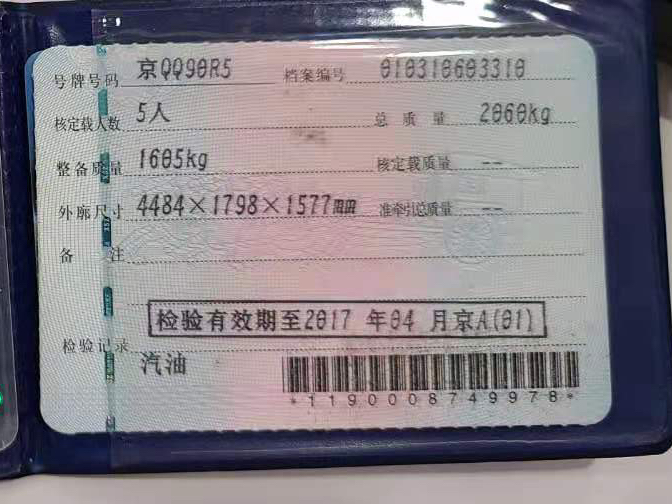 号牌号码 京QQ90R5 档案编号 010310603310
核定载人数 5人 总质量 2060kg
整备质量 1605kg 核定载质量 --
外廓尺寸 4484×1798×1577mm 准牵引总质量 --
备注
检验有效期至2017 年04 月京A(01)
检验记录
汽油
*1190008749978*